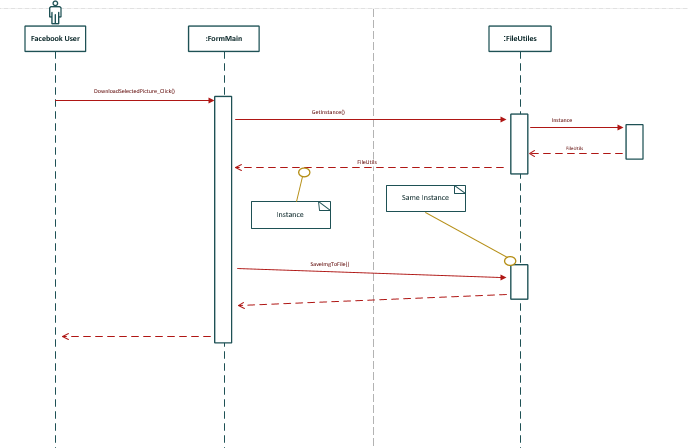 Facebook User
:FormMain
:FileUtiles
DownloadSelectedPicture_Click()
GetInstance()
Instance
FileUtils
FileUtils
Same Instance
Instance
SaveImgToFile()